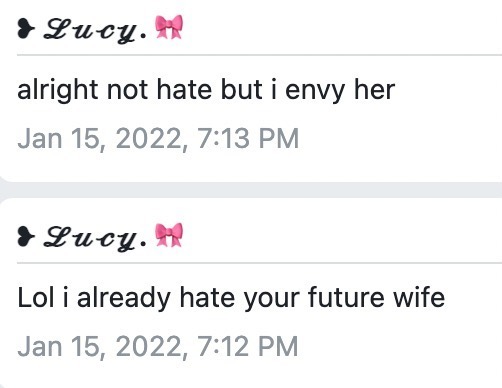 ❥ 𝓛𝓾𝓬𝔂. 🎀
alright not hate but i envy her
Jan 15, 2022, 7:13 PM
❥ 𝓛𝓾𝓬𝔂. 🎀
Lol i already hate your future wife
Jan 15, 2022, 7:12 PM